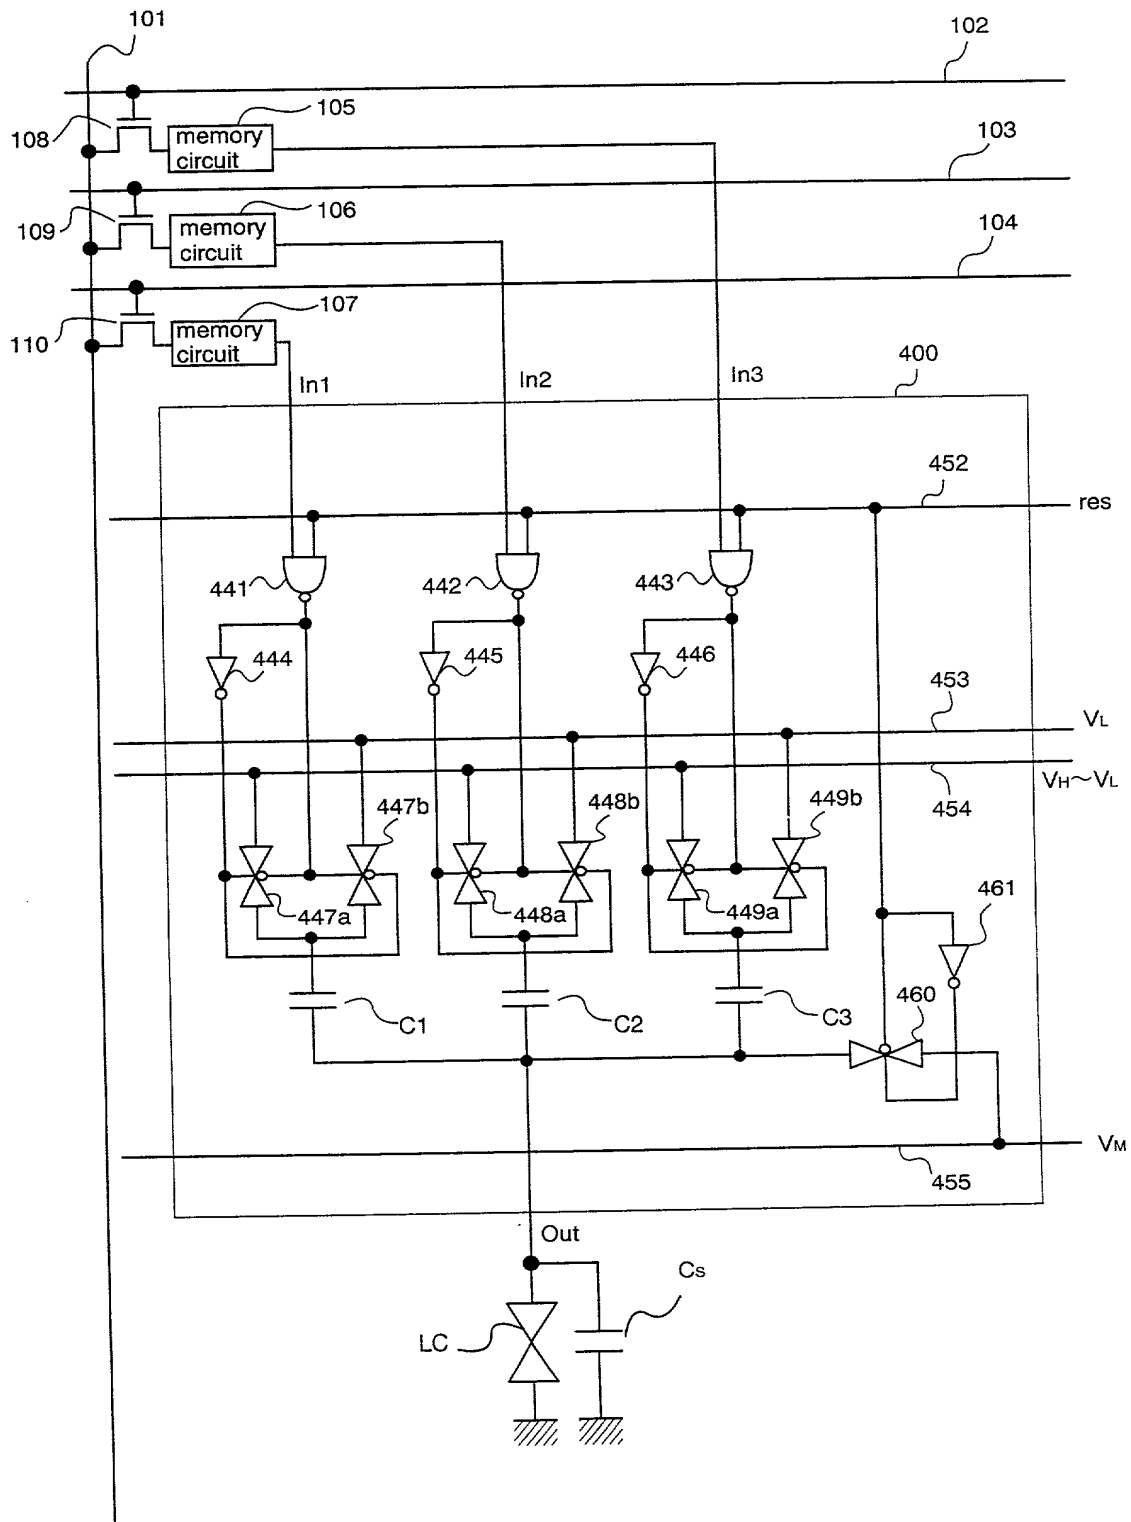 101
102
105
108
memory
circuit
103
106
109
memory
circuit
104
107
110
memory
circuit
In1
In2
In3
400
452
res
441
442
443
444
445
446
453
VL
VH~VL
454
447b
448b
449b
447a
448a
449a
461
460
C1
C2
C3
VM
455
Out
Cs
LC